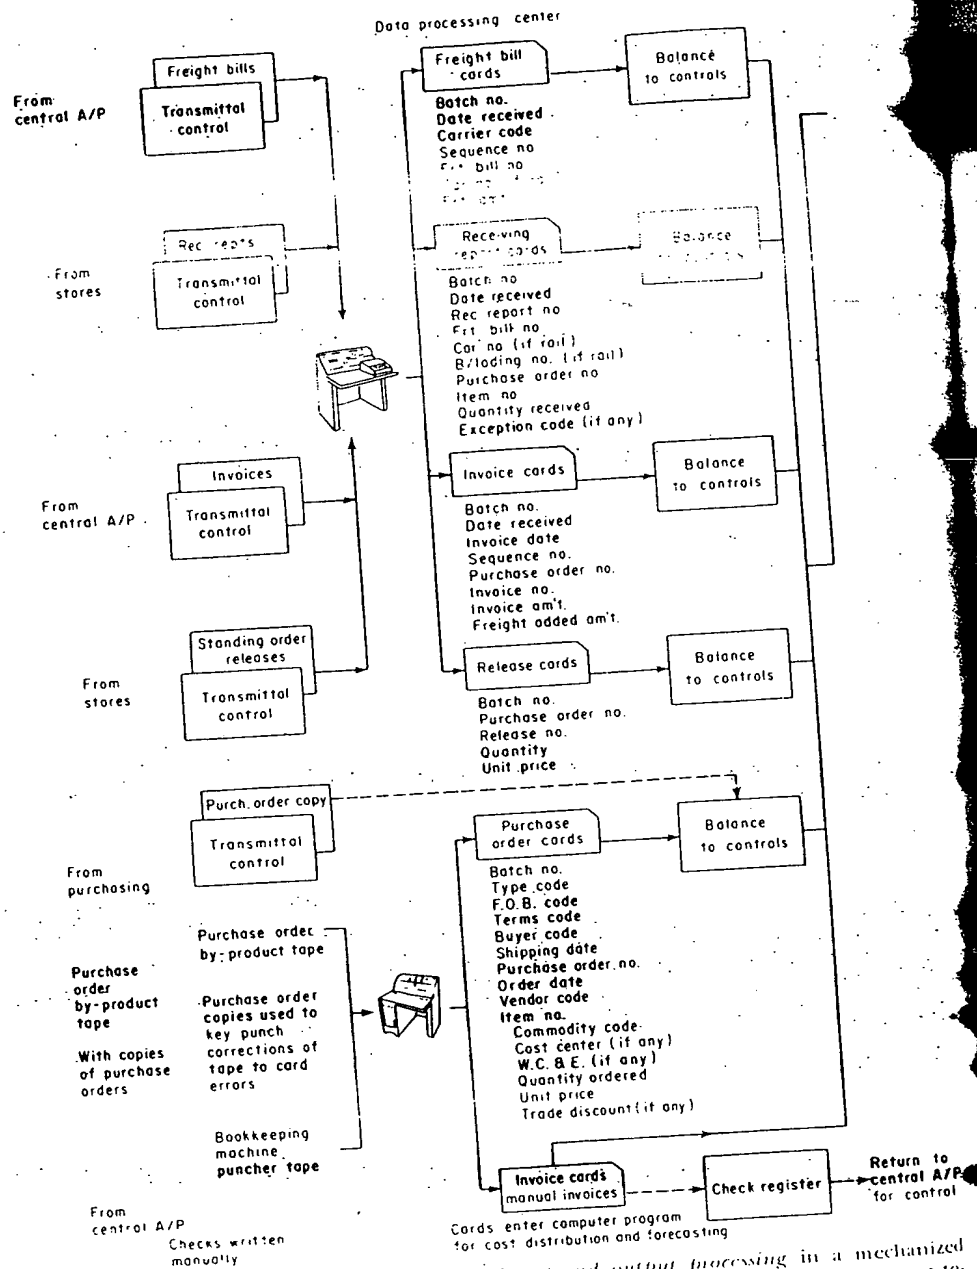 Data processing center
From
central A/P
Freight bills
Transmittal
control
Freight bill
cards
Balance
to controls
Batch no.
Date received
Carrier code
Sequence no
bill no
From
stores
Rec repts
Transmittal
control
Receiving
report cards
Balance
Batch no
Date received
Rec report no
Frt. bill no.
Car no (if rail)
B/lading no. (if rail)
Purchase order no
Item no
Quantity received
Exception code (if any)
From
central A/P
Invoices
Transmittal
control
Invoice cards
Balance
to controls
Batch no.
Date received
Invoice date
Sequence no.
Purchase order no.
Invoice no.
Invoice am't.
Freight added am't.
From
stores
Standing order
releases
Transmittal
control
Release cards
Balance
to controls
Batch no.
Purchase order no.
Release no.
Quantity
Unit price
From
purchasing
Purch. order copy
Transmittal
control
Purchase
order cards
Balance
to controls
Batch no.
Type code
F.O.B. code
Terms code
Buyer code
Shipping date
Purchase order no.
Order date
Vendor code
Item no.
Commodity code
Cost center (if any)
W.C. & E. (if any)
Quantity ordered
Unit price
Trade discount (if any)
Purchase
order
by-product
tape
With copies
of purchase
orders
Purchase order
by-product tape
Purchase order
copies used to
key punch
corrections of
tape to card
errors
Bookkeeping
machine
puncher tape
From
central A/P
Checks written
manually
Invoice cards
manual invoices
Check register
Return to
central A/P
for control
Cards enter computer program
for cost distribution and forecasting
output processing in a mechanized